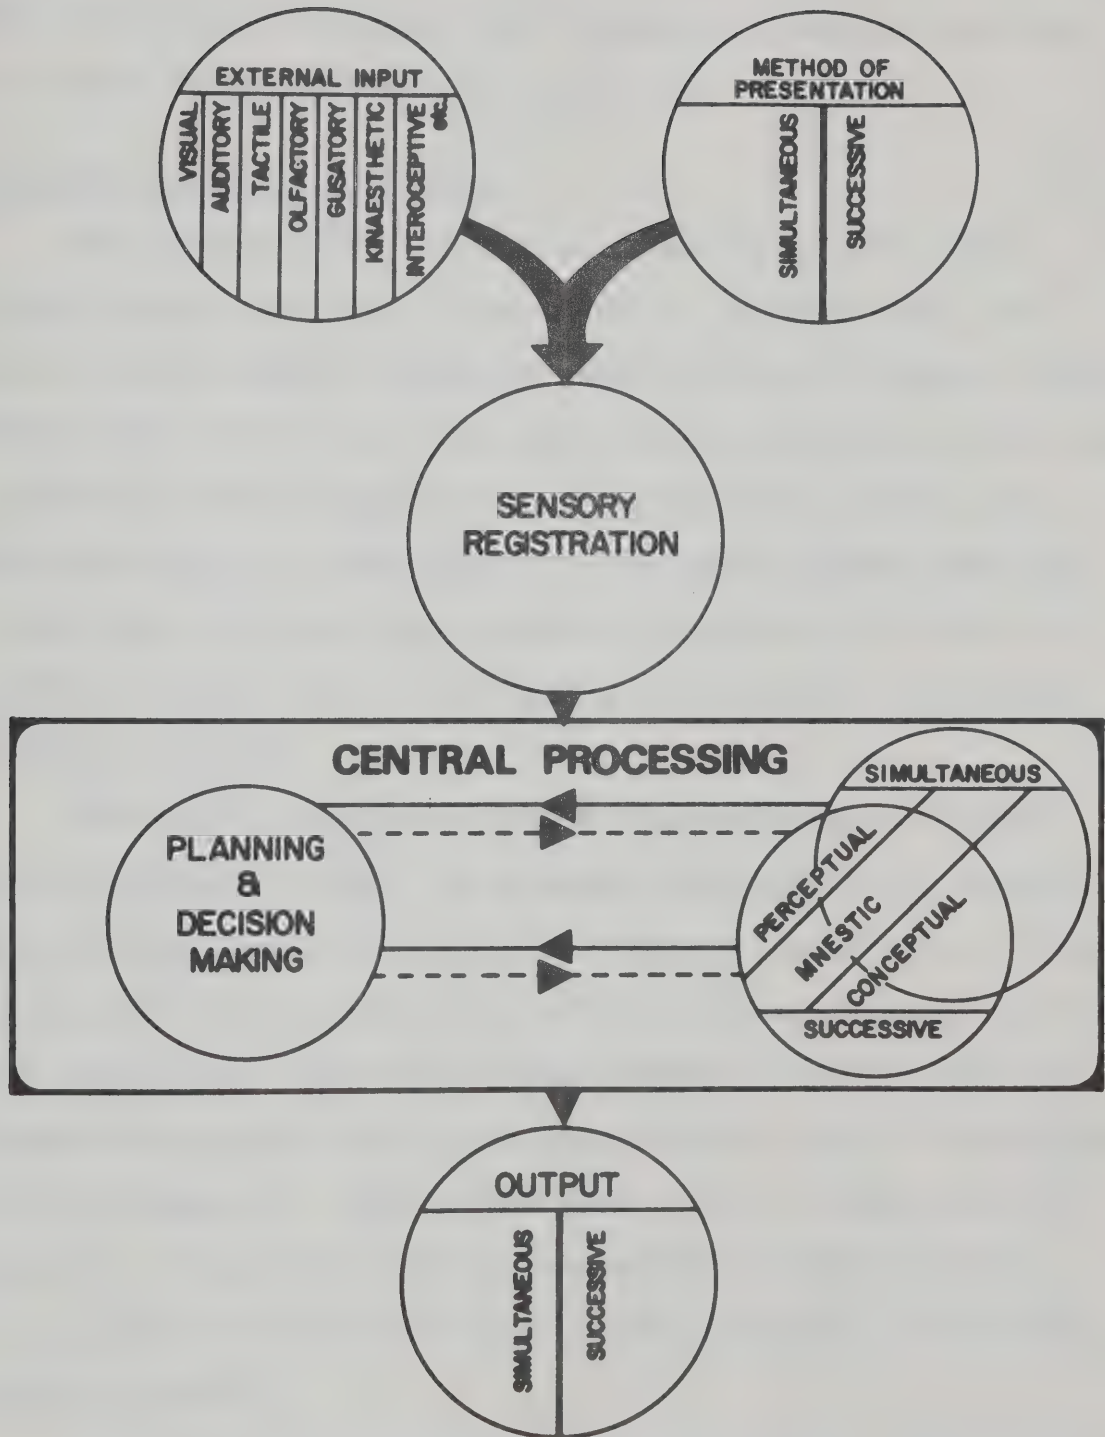 EXTERNAL INPUT
VISUAL
AUDITORY
TACTILE
OLFACTORY
GUSATORY
KINAESTHETIC
INTEROCEPTIVE
etc.
METHOD OF
PRESENTATION
SIMULTANEOUS
SUCCESSIVE
SENSORY
REGISTRATION
CENTRAL PROCESSING
PLANNING
&
DECISION
MAKING
SIMULTANEOUS
PERCEPTUAL
MNESTIC
CONCEPTUAL
SUCCESSIVE
OUTPUT
SIMULTANEOUS
SUCCESSIVE